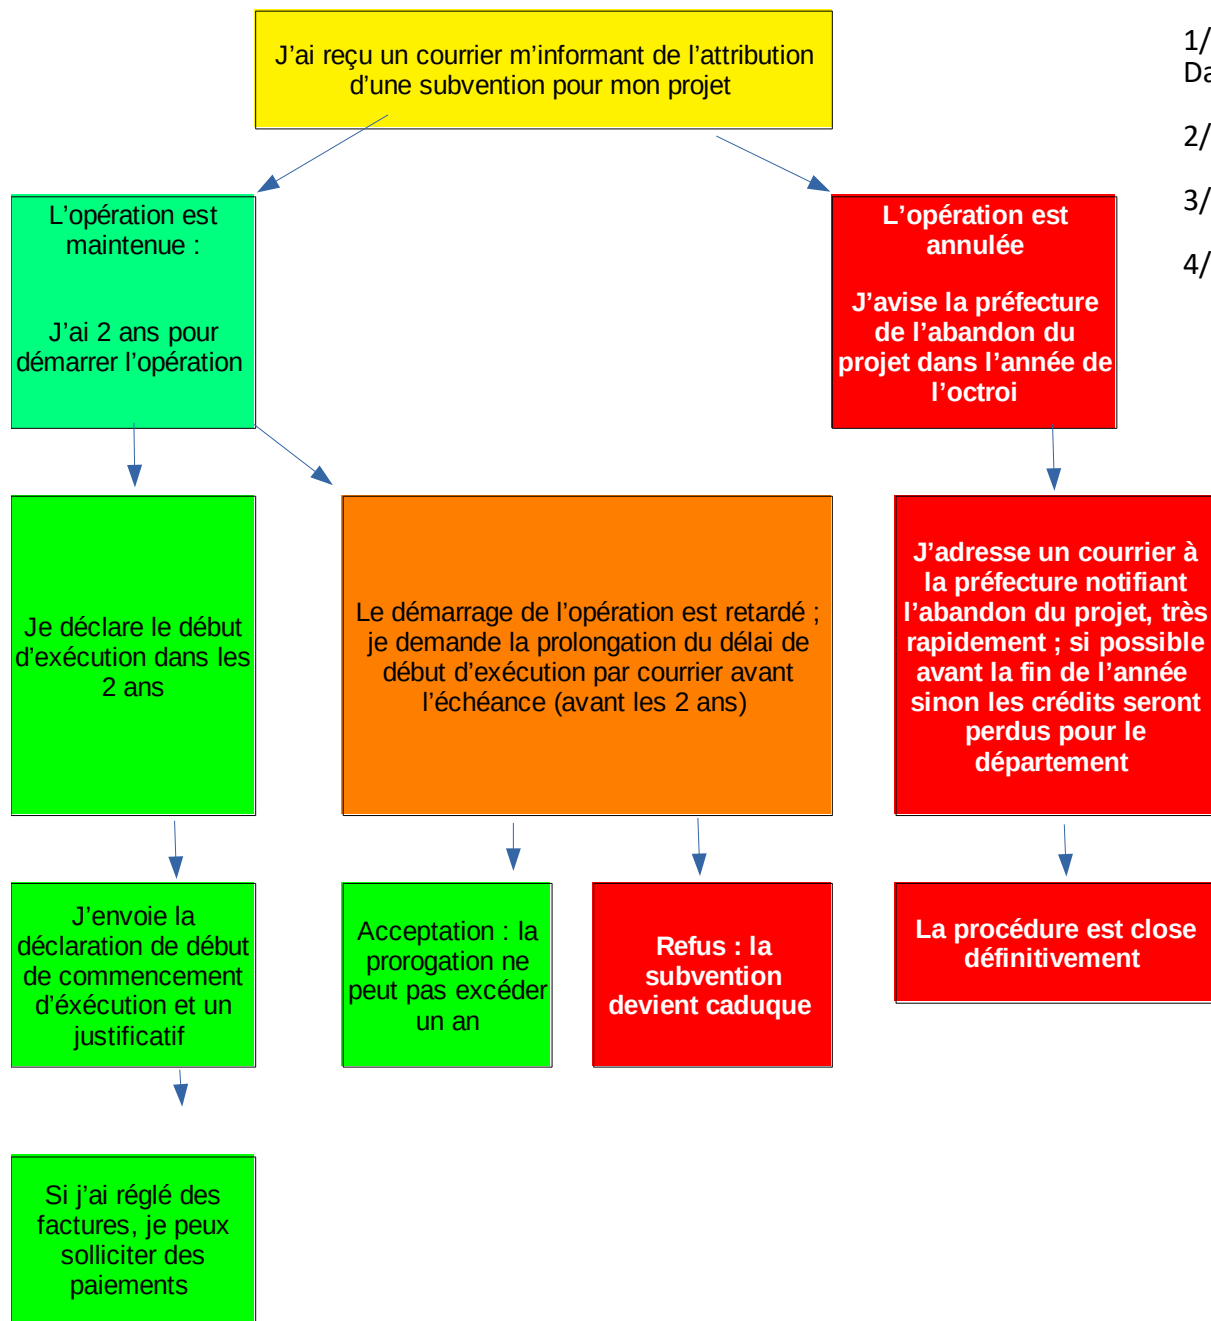 J’ai reçu un courrier m’informant de l’attribution
d’une subvention pour mon projet
1/
Da
2/
3/
4/
L’opération est
maintenue :
J’ai 2 ans pour
démarrer l’opération
L’opération est
annulée
J’avise la préfecture
de l’abandon du
projet dans l’année de
l’octroi
Je déclare le début
d’exécution dans les
2 ans
Le démarrage de l’opération est retardé ;
je demande la prolongation du délai de
début d’exécution par courrier avant
l’échéance (avant les 2 ans)
J’adresse un courrier à
la préfecture notifiant
l’abandon du projet, très
rapidement ; si possible
avant la fin de l’année
sinon les crédits seront
perdus pour le
département
J’envoie la
déclaration de début
de commencement
d’éxécution et un
justificatif
Acceptation : la
prorogation ne
peut pas excéder
un an
Refus : la
subvention
devient caduque
La procédure est close
définitivement
Si j’ai réglé des
factures, je peux
solliciter des
paiements